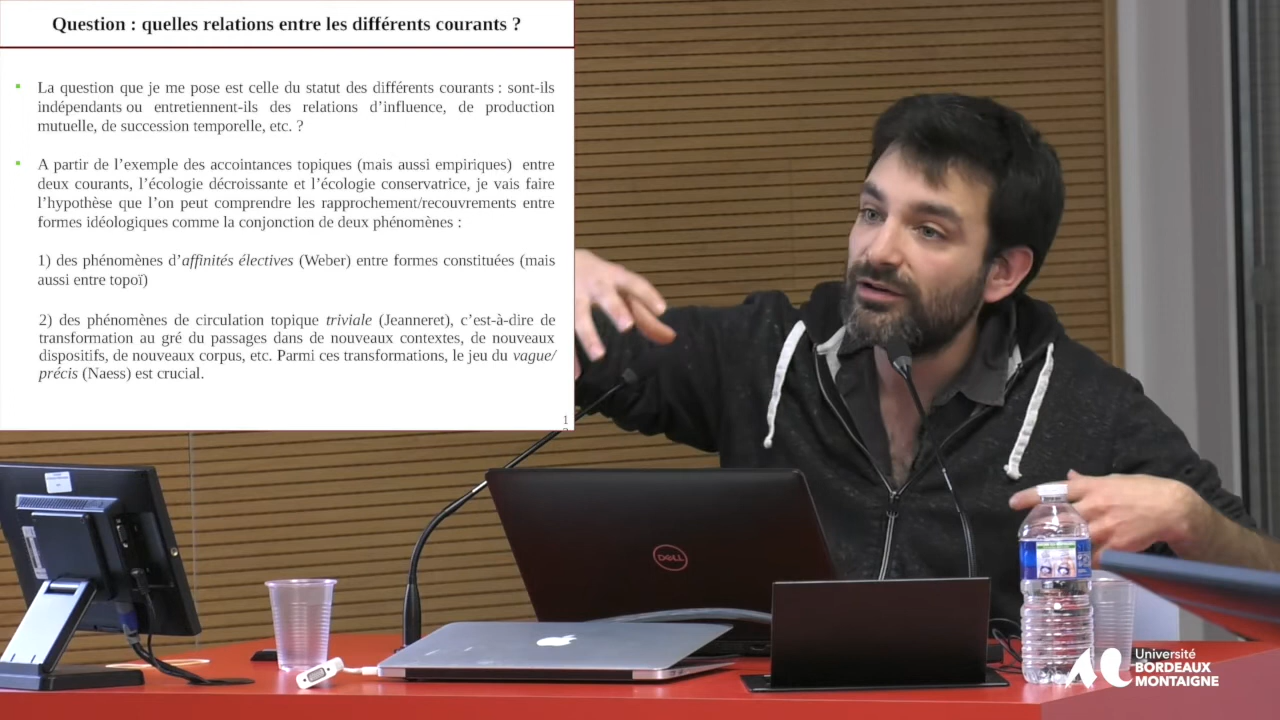 Question : quelles relations entre les différents courants ?
La question que je me pose est celle du statut des différents courants : sont-ils
indépendants ou entretiennent-ils des relations d’influence, de production
mutuelle, de succession temporelle, etc. ?
A partir de l’exemple des accointances topiques (mais aussi empiriques) entre
deux courants, l’écologie décroissante et l’écologie conservatrice, je vais faire
l’hypothèse que l’on peut comprendre les rapprochement/recouvrements entre
formes idéologiques comme la conjonction de deux phénomènes :
1) des phénomènes d’affinités électives (Weber) entre formes constituées (mais
aussi entre topoï)
2) des phénomènes de circulation topique triviale (Jeanneret), c’est-à-dire de
transformation au gré du passages dans de nouveaux contextes, de nouveaux
dispositifs, de nouveaux corpus, etc. Parmi ces transformations, le jeu du vague/
précis (Naess) est crucial.
DELL
Université
BORDEAUX
MONTAIGNE